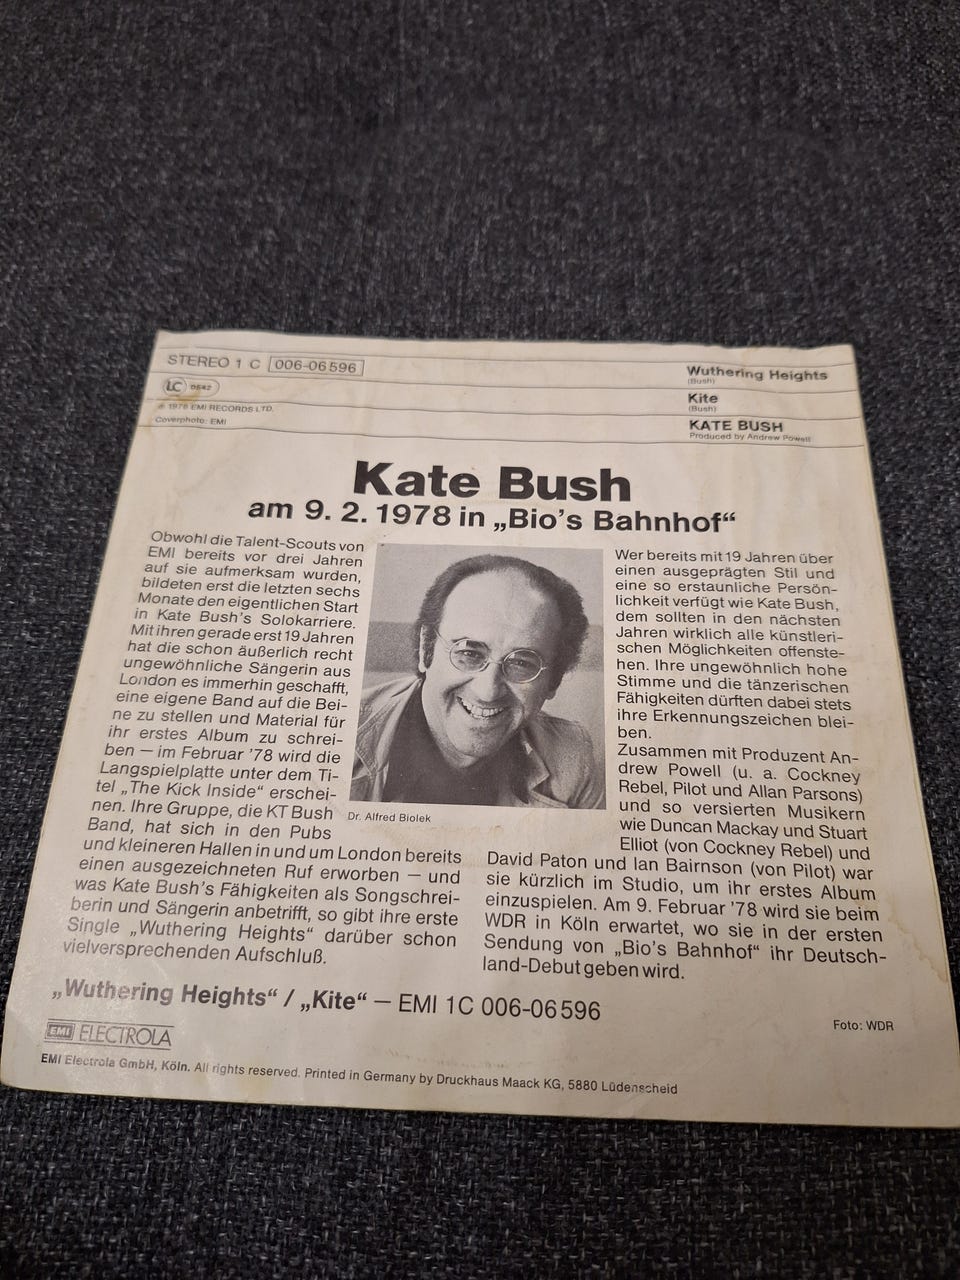 STEREO 1 C 006-06 596
LC 0542
℗ 1978 EMI RECORDS LTD.
Coverphoto: EMI
Wuthering Heights
(Bush)
Kite
(Bush)
KATE BUSH
Produced by Andrew Powell
Kate Bush
am 9. 2. 1978 in „Bio's Bahnhof“
Obwohl die Talent-Scouts von
EMI bereits vor drei Jahren
auf sie aufmerksam wurden,
bildeten erst die letzten sechs
Monate den eigentlichen Start
in Kate Bush's Solokarriere.
Mit ihren gerade erst 19 Jahren
hat die schon äußerlich recht
ungewöhnliche Sängerin aus
London es immerhin geschafft,
eine eigene Band auf die Bei-
ne zu stellen und Material für
ihr erstes Album zu schrei-
ben — im Februar '78 wird die
Langspielplatte unter dem Ti-
tel „The Kick Inside“ erschei-
nen. Ihre Gruppe, die KT Bush
Band, hat sich in den Pubs
und kleineren Hallen in und um London bereits
einen ausgezeichneten Ruf erworben — und
was Kate Bush's Fähigkeiten als Songschrei-
berin und Sängerin anbetrifft, so gibt ihre erste
Single „Wuthering Heights“ darüber schon
vielversprechenden Aufschluß.
Dr. Alfred Biolek
Wer bereits mit 19 Jahren über
einen ausgeprägten Stil und
eine so erstaunliche Persön-
lichkeit verfügt wie Kate Bush,
dem sollten in den nächsten
Jahren wirklich alle künstleri-
schen Möglichkeiten offenste-
hen. Ihre ungewöhnlich hohe
Stimme und die tänzerischen
Fähigkeiten dürften dabei stets
ihre Erkennungszeichen blei-
ben.
Zusammen mit Produzent An-
drew Powell (u. a. Cockney
Rebel, Pilot und Allan Parsons)
und so versierten Musikern
wie Duncan Mackay und Stuart
Elliot (von Cockney Rebel) und
David Paton und Ian Bairnson (von Pilot) war
sie kürzlich im Studio, um ihr erstes Album
einzuspielen. Am 9. Februar '78 wird sie beim
WDR in Köln erwartet, wo sie in der ersten
Sendung von „Bio's Bahnhof“ ihr Deutsch-
land-Debut geben wird.
„Wuthering Heights“ / „Kite“ — EMI 1C 006-06 596
Foto: WDR
EMI ELECTROLA
EMI Electrola GmbH, Köln. All rights reserved. Printed in Germany by Druckhaus Maack KG, 5880 Lüdenscheid